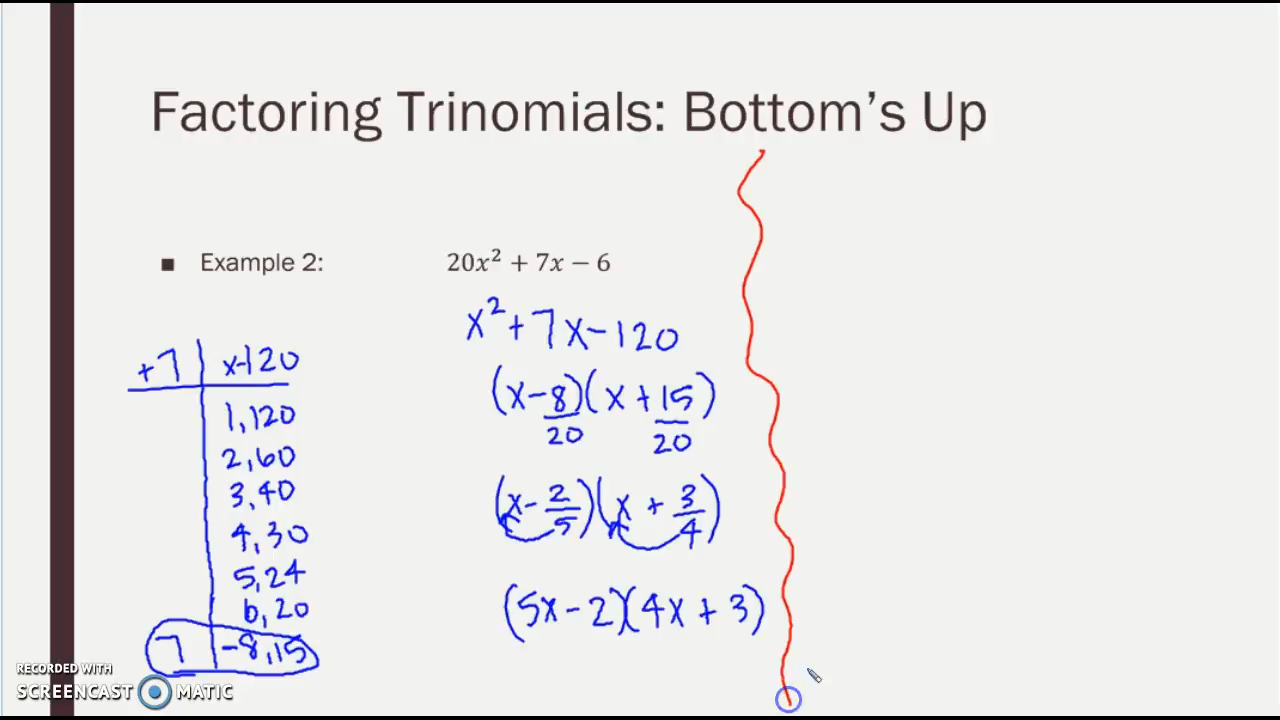 Factoring Trinomials: Bottom's Up
■ Example 2: 20x² + 7x − 6
x² + 7x − 120
+7 | x-120
1, 120
2, 60
3, 40
4, 30
5, 24
6, 20
7 | -8, 15
(x − 8/20)(x + 15/20)
(x − 2/5)(x + 3/4)
(5x − 2)(4x + 3)
RECORDED WITH
SCREENCAST MATIC